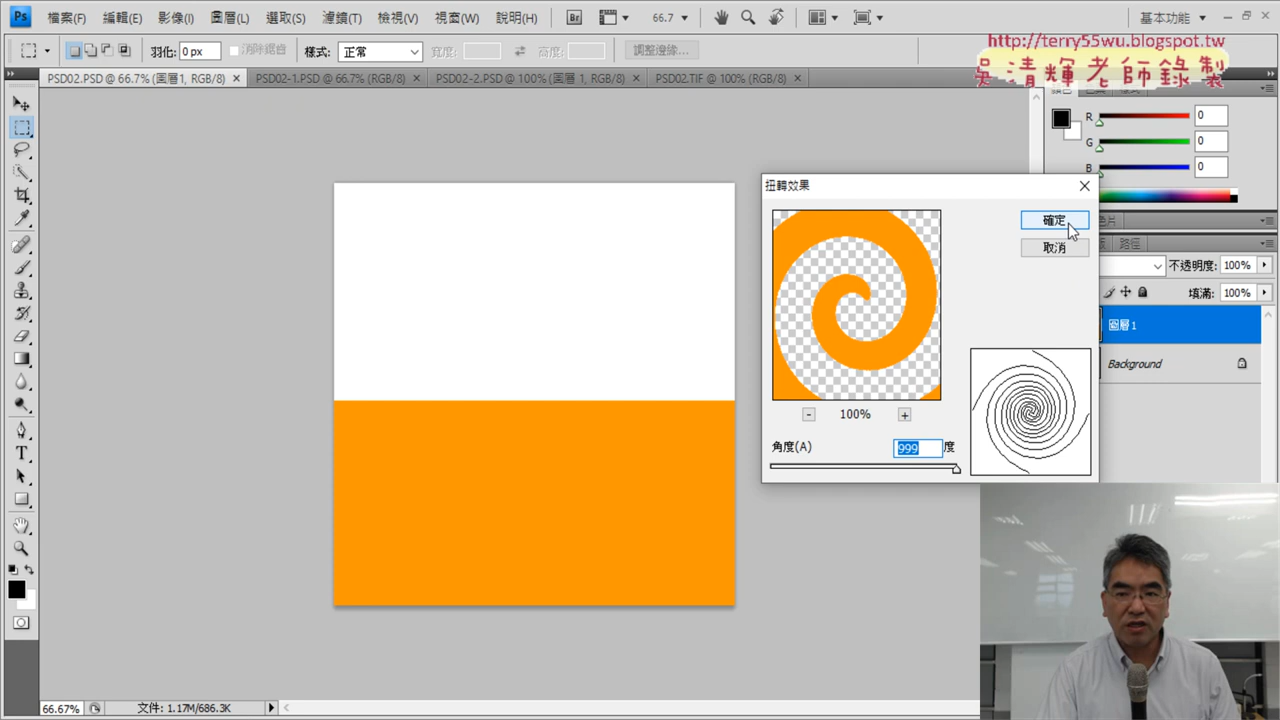 Ps 檔案(F) 編輯(E) 影像(I) 圖層(L) 選取(S) 濾鏡(T) 檢視(V) 視窗(W) 說明(H) Br 66.7 基本功能
http://terry55wu.blogspot.tw
羽化: 0 px 消除鋸齒 樣式: 正常 寬度: 高度: 調整邊緣...
吳清輝老師錄製
PSD02.PSD @ 66.7% (圖層 1, RGB/8) PSD02-1.PSD @ 66.7% (RGB/8) PSD02-2.PSD @ 100% (圖層 1, RGB/8) PSD02.TIF @ 100% (RGB/8)
R 0
G 0
B 0
扭轉效果
確定
取消
路徑
不透明度: 100%
填滿: 100%
圖層1
Background
100%
角度(A) 999 度
66.67% 文件: 1.17M/686.3K